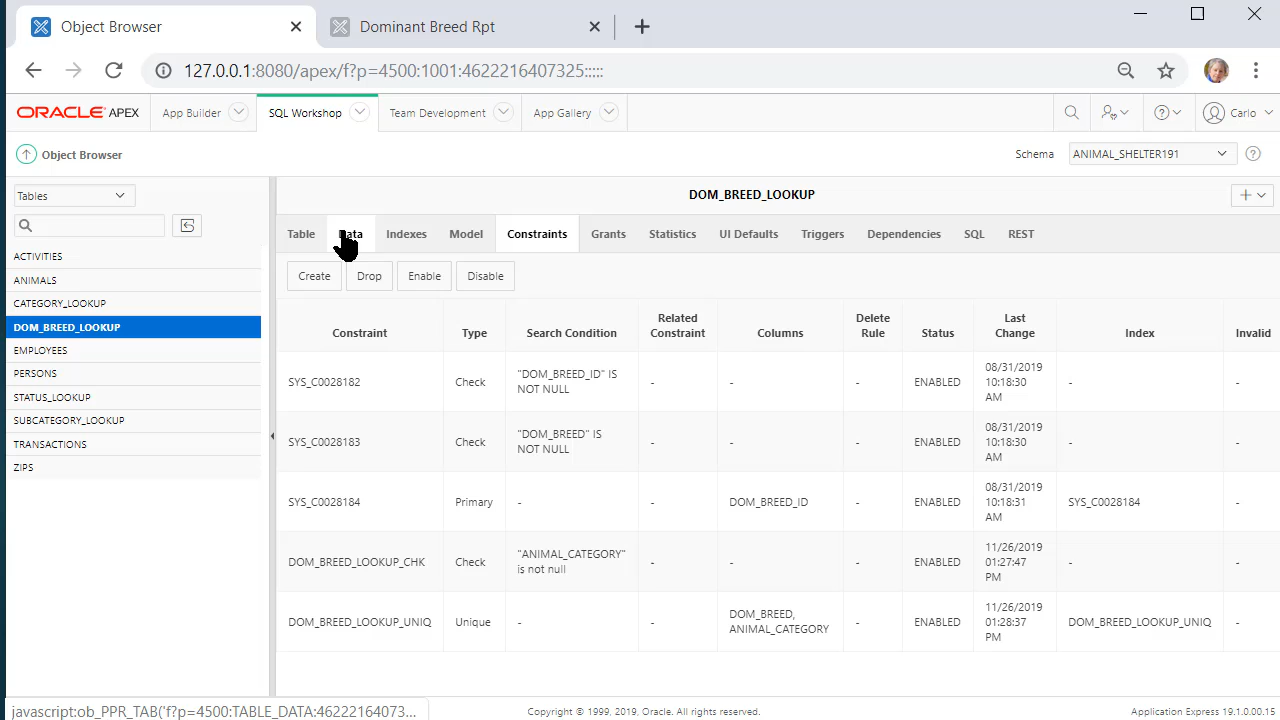 Object Browser
Dominant Breed Rpt
127.0.0.1:8080/apex/f?p=4500:1001:4622216407325:::::
ORACLE APEX
App Builder
SQL Workshop
Team Development
App Gallery
Carlo
Object Browser
Schema
ANIMAL_SHELTER191
Tables
DOM_BREED_LOOKUP
Table
Data
Indexes
Model
Constraints
Grants
Statistics
UI Defaults
Triggers
Dependencies
SQL
REST
ACTIVITIES
ANIMALS
CATEGORY_LOOKUP
DOM_BREED_LOOKUP
EMPLOYEES
PERSONS
STATUS_LOOKUP
SUBCATEGORY_LOOKUP
TRANSACTIONS
ZIPS
Create
Drop
Enable
Disable
Constraint
Type
Search Condition
Related
Constraint
Columns
Delete
Rule
Status
Last
Change
Index
Invalid
SYS_C0028182
Check
"DOM_BREED_ID" IS
NOT NULL
-
-
-
ENABLED
08/31/2019
10:18:30
AM
-
-
SYS_C0028183
Check
"DOM_BREED" IS
NOT NULL
-
-
-
ENABLED
08/31/2019
10:18:30
AM
-
-
SYS_C0028184
Primary
-
-
DOM_BREED_ID
-
ENABLED
08/31/2019
10:18:31
AM
SYS_C0028184
-
DOM_BREED_LOOKUP_CHK
Check
"ANIMAL_CATEGORY"
is not null
-
-
-
ENABLED
11/26/2019
01:27:47
PM
-
-
DOM_BREED_LOOKUP_UNIQ
Unique
-
-
DOM_BREED,
ANIMAL_CATEGORY
-
ENABLED
11/26/2019
01:28:37
PM
DOM_BREED_LOOKUP_UNIQ
-
javascript:ob_PPR_TAB('f?p=4500:TABLE_DATA:46222164073...
Copyright © 1999, 2019, Oracle. All rights reserved.
Application Express 19.1.0.00.15